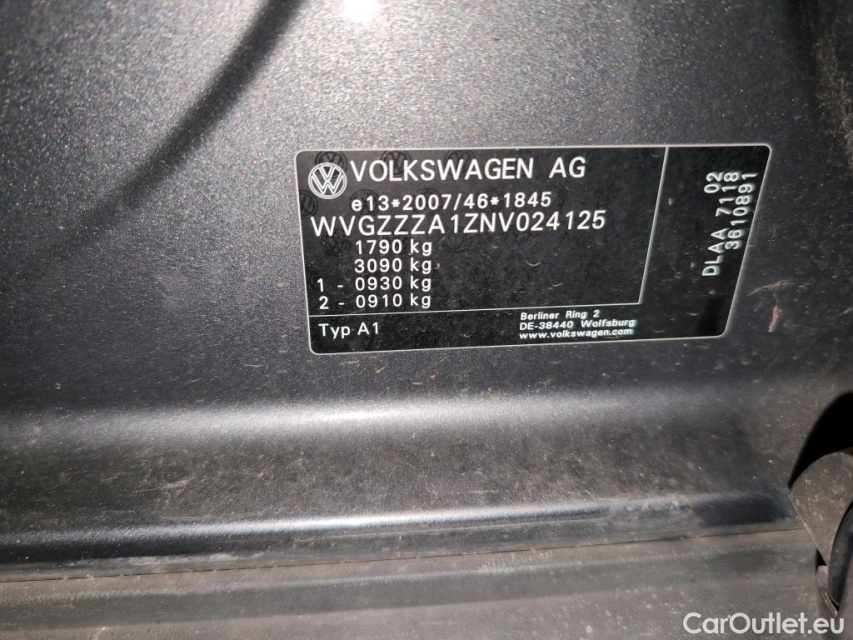 VOLKSWAGEN AG
e13*2007/46*1845
WVGZZZA1ZNV024125
1790 kg
3090 kg
1 - 0930 kg
2 - 0910 kg
Typ A1
Berliner Ring 2
DE-38440 Wolfsburg
www.volkswagen.com
DLAA 7118 02
3610891
CarOutlet.eu